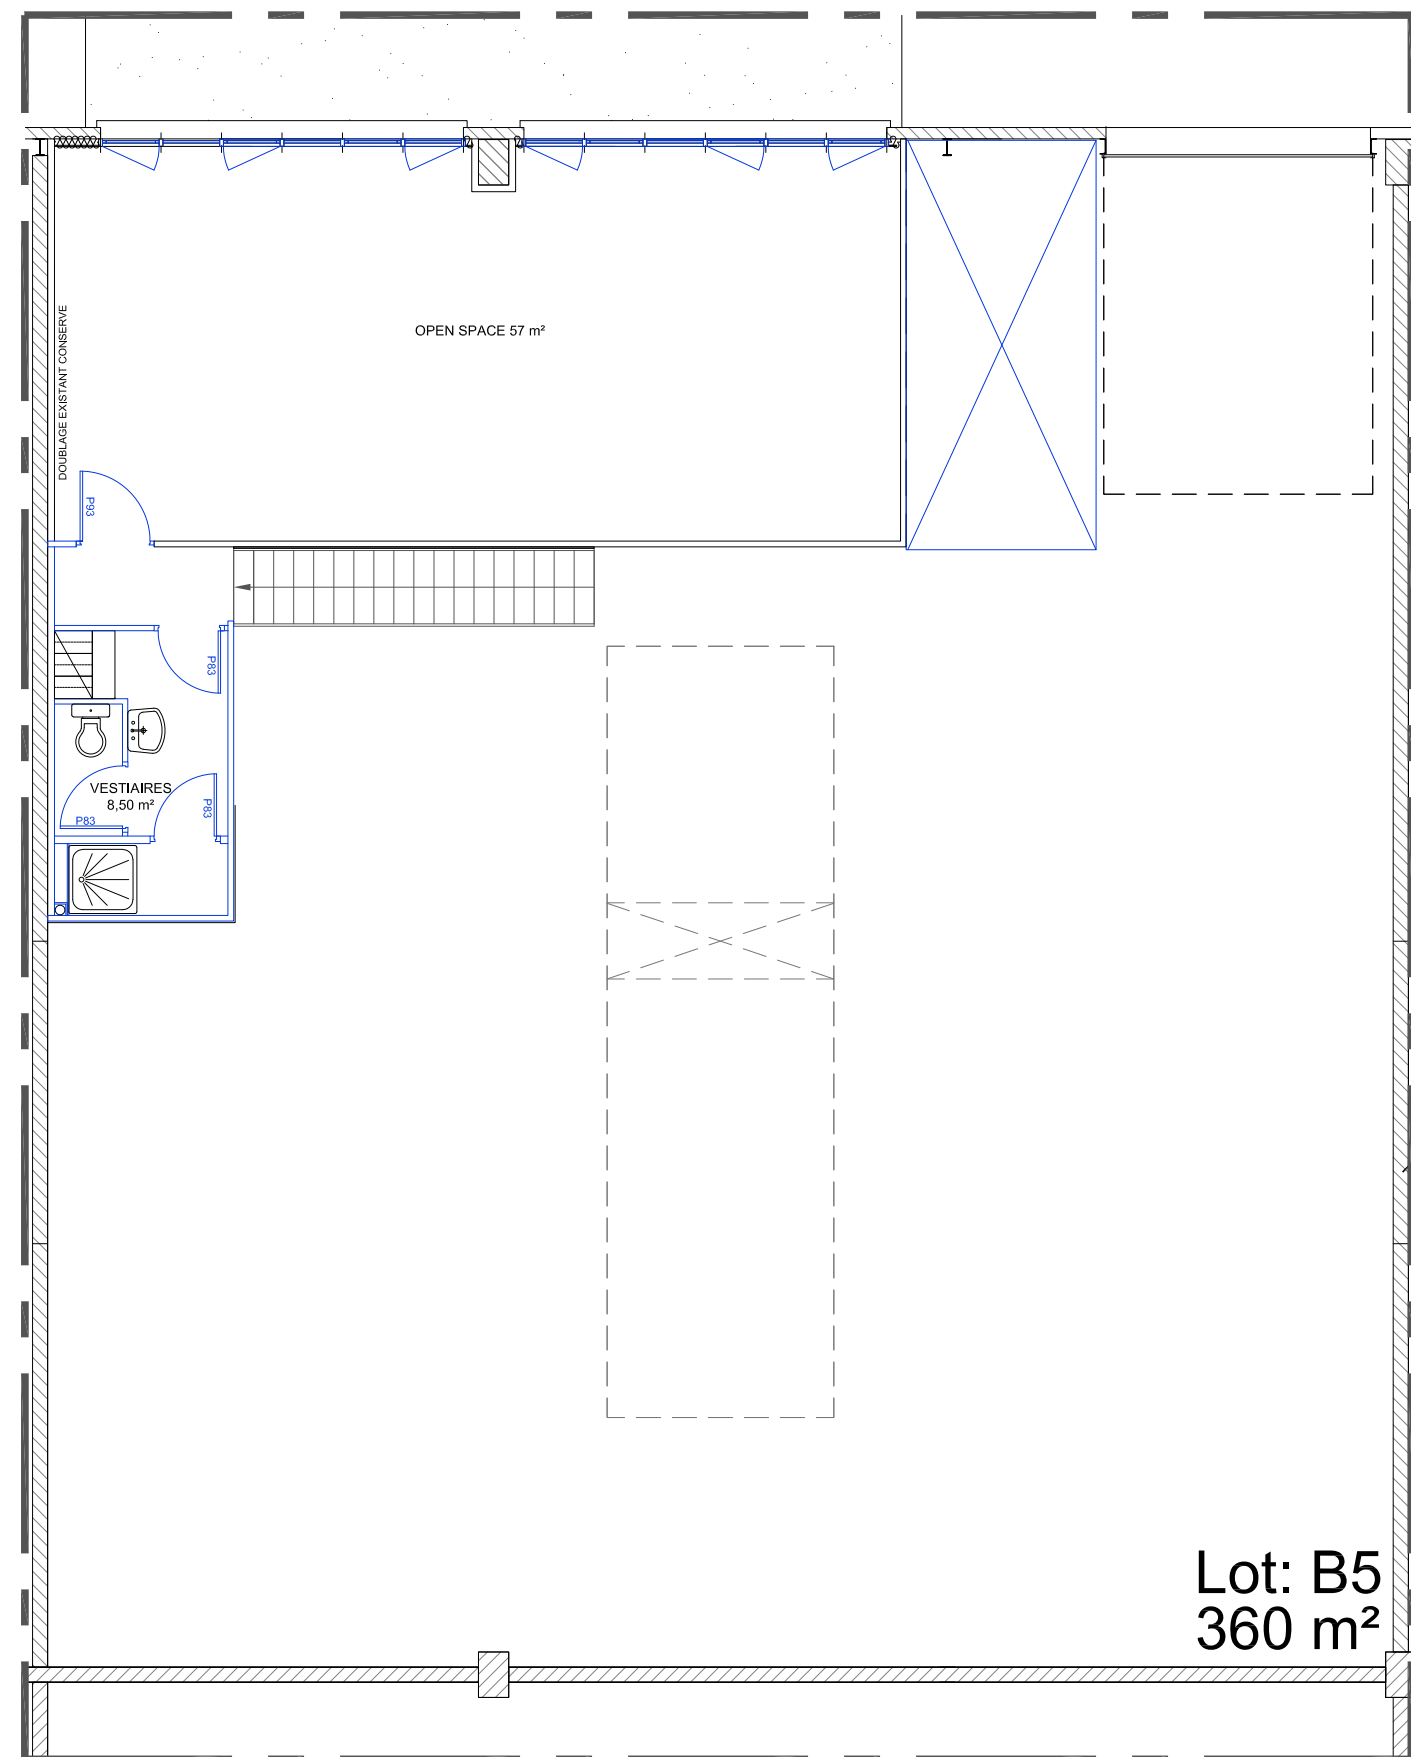 OPEN SPACE 57 m²
DOUBLAGE EXISTANT CONSERVE
P93
P83
VESTIAIRES
8,50 m²
P83
P83
Lot: B5
360 m²